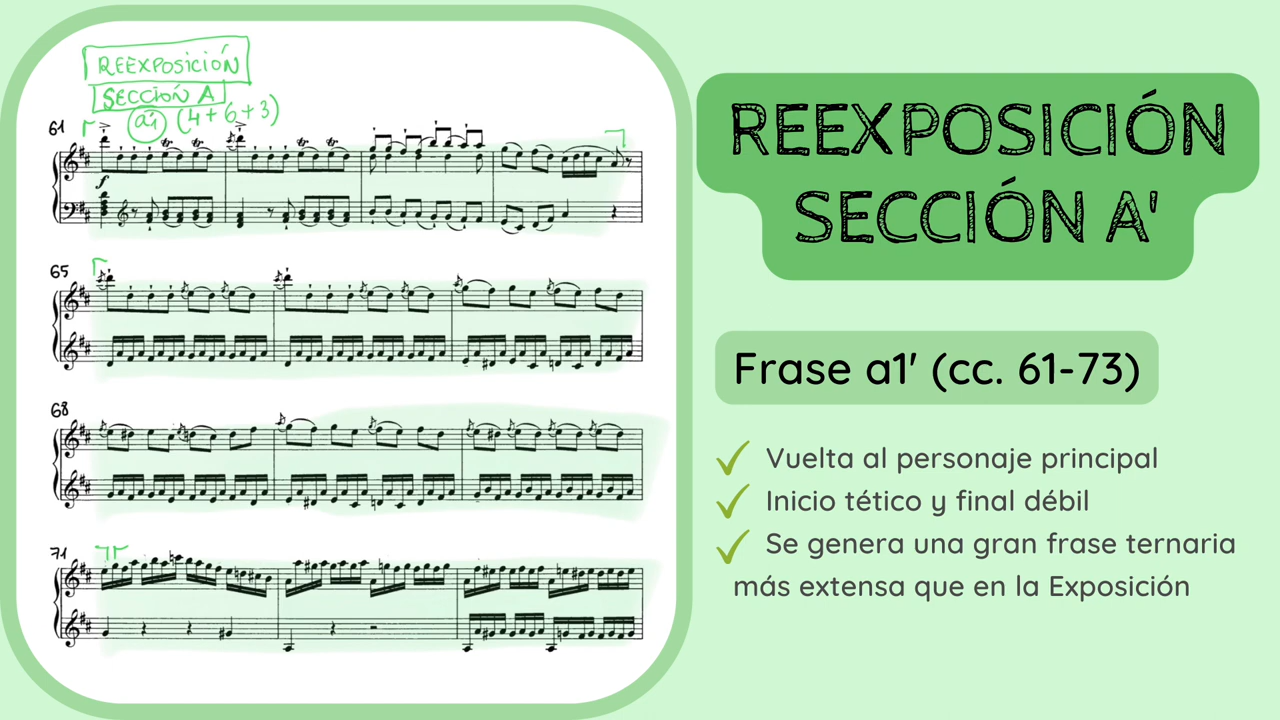 REEXPOSICIÓN
SECCIÓN A
a1 (4+6+3)
61
65
68
71
REEXPOSICIÓN
SECCIÓN A'
Frase a1' (cc. 61-73)
Vuelta al personaje principal
Inicio tético y final débil
Se genera una gran frase ternaria
más extensa que en la Exposición